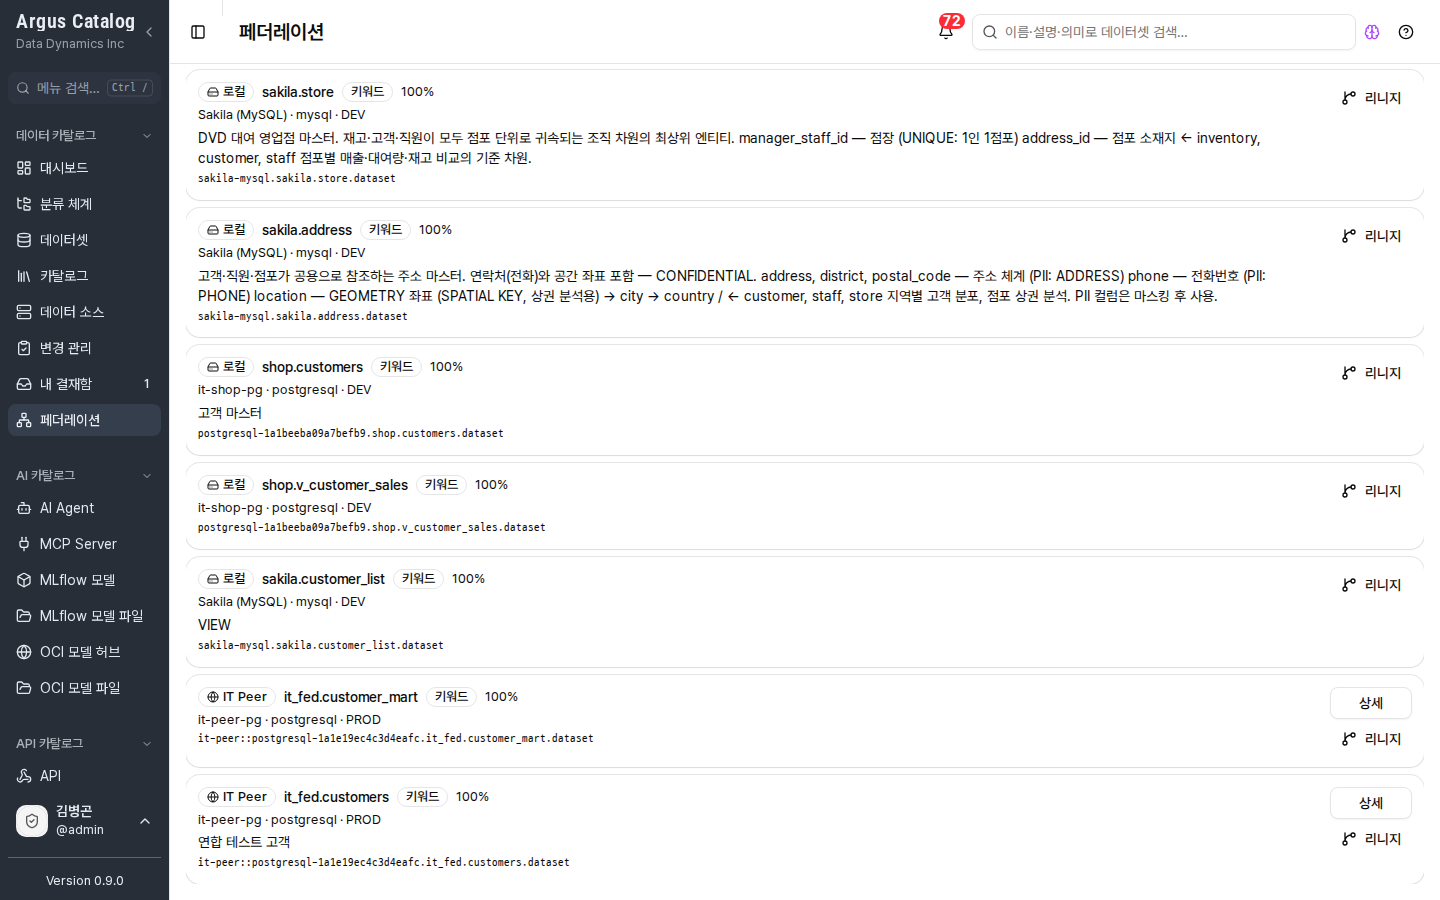 Argus Catalog
Data Dynamics Inc
메뉴 검색...
Ctrl /
데이터 카탈로그
대시보드
분류 체계
데이터셋
카탈로그
데이터 소스
변경 관리
내 결재함
1
페더레이션
AI 카탈로그
AI Agent
MCP Server
MLflow 모델
MLflow 모델 파일
OCI 모델 허브
OCI 모델 파일
API 카탈로그
API
김병곤
@admin
Version 0.9.0
페더레이션
72
이름·설명·의미로 데이터셋 검색...
로컬 sakila.store 키워드 100%
리니지
Sakila (MySQL) · mysql · DEV
DVD 대여 영업점 마스터. 재고·고객·직원이 모두 점포 단위로 귀속되는 조직 차원의 최상위 엔티티. manager_staff_id — 점장 (UNIQUE: 1인 1점포) address_id — 점포 소재지 ← inventory,
customer, staff 점포별 매출·대여량·재고 비교의 기준 차원.
sakila-mysql.sakila.store.dataset
로컬 sakila.address 키워드 100%
리니지
Sakila (MySQL) · mysql · DEV
고객·직원·점포가 공용으로 참조하는 주소 마스터. 연락처(전화)와 공간 좌표 포함 — CONFIDENTIAL. address, district, postal_code — 주소 체계 (PII: ADDRESS) phone — 전화번호 (PII:
PHONE) location — GEOMETRY 좌표 (SPATIAL KEY, 상권 분석용) → city → country / ← customer, staff, store 지역별 고객 분포, 점포 상권 분석. PII 컬럼은 마스킹 후 사용.
sakila-mysql.sakila.address.dataset
로컬 shop.customers 키워드 100%
리니지
it-shop-pg · postgresql · DEV
고객 마스터
postgresql-1a1beeba09a7befb9.shop.customers.dataset
로컬 shop.v_customer_sales 키워드 100%
리니지
it-shop-pg · postgresql · DEV
postgresql-1a1beeba09a7befb9.shop.v_customer_sales.dataset
로컬 sakila.customer_list 키워드 100%
리니지
Sakila (MySQL) · mysql · DEV
VIEW
sakila-mysql.sakila.customer_list.dataset
IT Peer it_fed.customer_mart 키워드 100%
상세
it-peer-pg · postgresql · PROD
it-peer::postgresql-1a1e19ec4c3d4eafc.it_fed.customer_mart.dataset
리니지
IT Peer it_fed.customers 키워드 100%
상세
it-peer-pg · postgresql · PROD
연합 테스트 고객
리니지
it-peer::postgresql-1a1e19ec4c3d4eafc.it_fed.customers.dataset